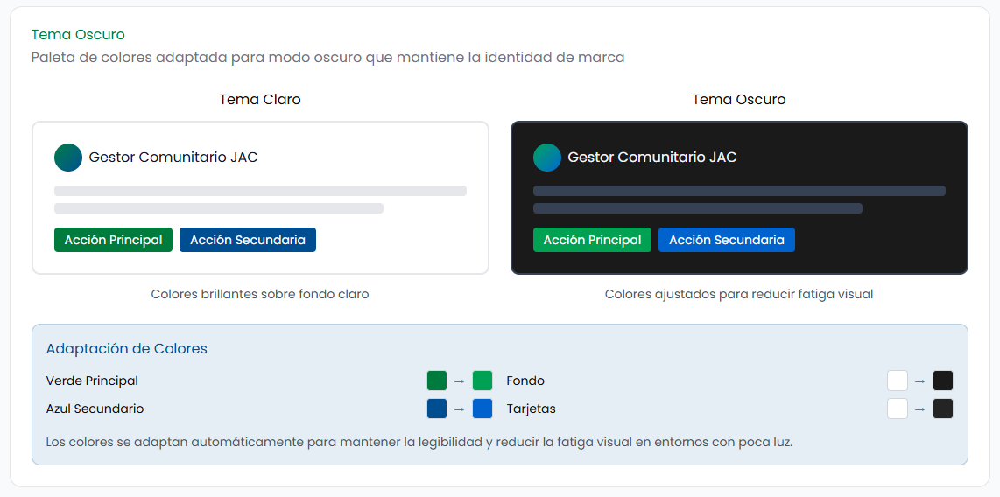 Tema Oscuro
Paleta de colores adaptada para modo oscuro que mantiene la identidad de marca
Tema Claro
Gestor Comunitario JAC
Acción Principal
Acción Secundaria
Colores brillantes sobre fondo claro
Tema Oscuro
Gestor Comunitario JAC
Acción Principal
Acción Secundaria
Colores ajustados para reducir fatiga visual
Adaptación de Colores
Verde Principal →
Fondo →
Azul Secundario →
Tarjetas →
Los colores se adaptan automáticamente para mantener la legibilidad y reducir la fatiga visual en entornos con poca luz.